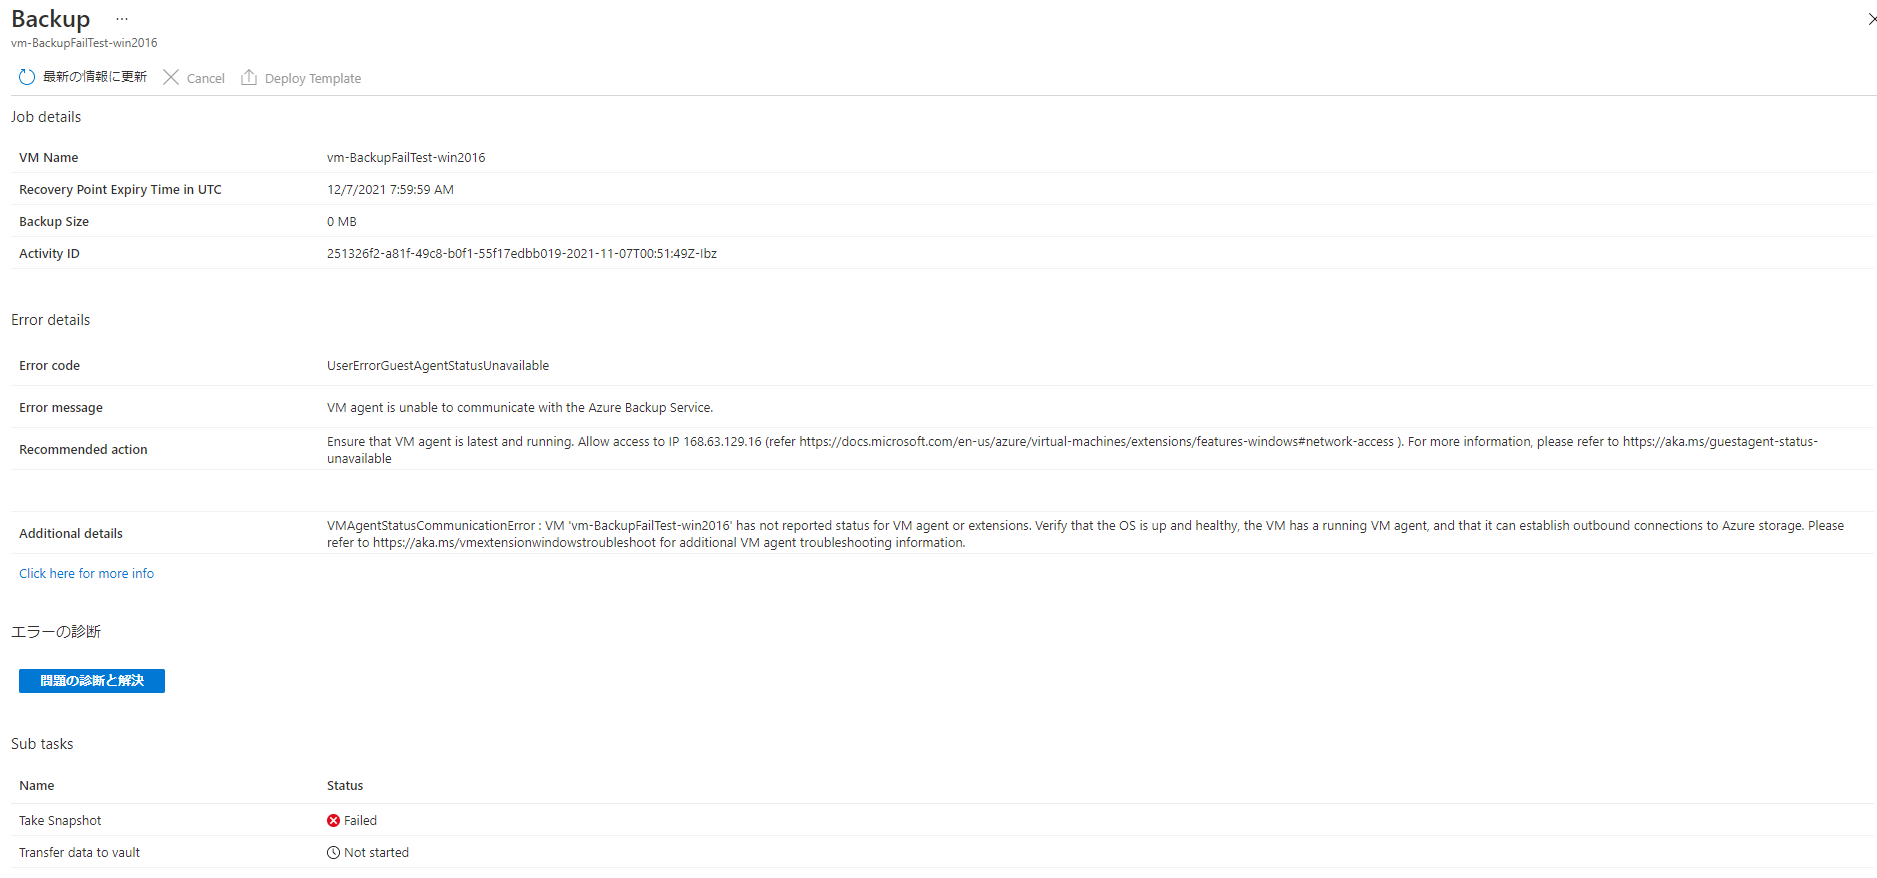 Backup ...
vm-BackupFailTest-win2016
最新の情報に更新 Cancel Deploy Template
Job details
VM Name vm-BackupFailTest-win2016
Recovery Point Expiry Time in UTC 12/7/2021 7:59:59 AM
Backup Size 0 MB
Activity ID 251326f2-a81f-49c8-b0f1-55f17edbb019-2021-11-07T00:51:49Z-Ibz
Error details
Error code UserErrorGuestAgentStatusUnavailable
Error message VM agent is unable to communicate with the Azure Backup Service.
Recommended action Ensure that VM agent is latest and running. Allow access to IP 168.63.129.16 (refer https://docs.microsoft.com/en-us/azure/virtual-machines/extensions/features-windows#network-access ). For more information, please refer to https://aka.ms/guestagent-status-
unavailable
Additional details VMAgentStatusCommunicationError : VM 'vm-BackupFailTest-win2016' has not reported status for VM agent or extensions. Verify that the OS is up and healthy, the VM has a running VM agent, and that it can establish outbound connections to Azure storage. Please
refer to https://aka.ms/vmextensionwindowstroubleshoot for additional VM agent troubleshooting information.
Click here for more info
エラーの診断
問題の診断と解決
Sub tasks
Name Status
Take Snapshot Failed
Transfer data to vault Not started